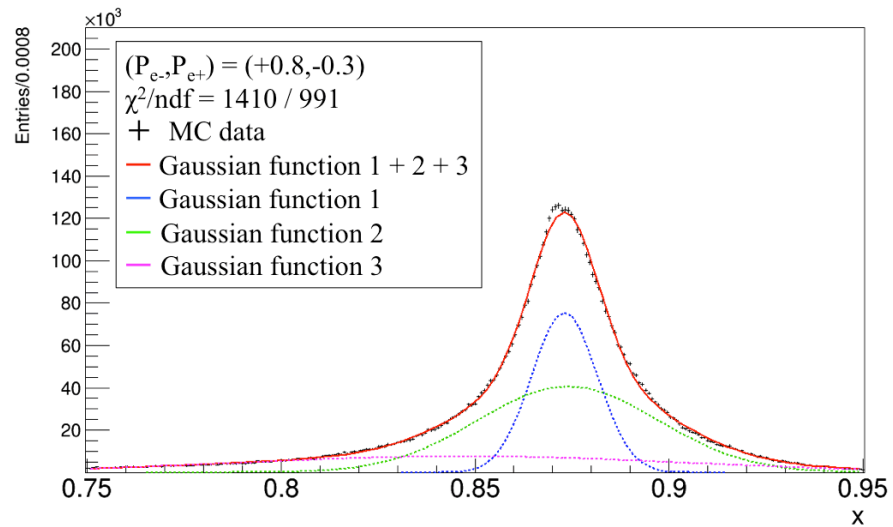 ×10³
200
180
160
140
120
100
80
60
40
20
Entries/0.0008
(Pₑ₋,Pₑ₊) = (+0.8,-0.3)
χ²/ndf = 1410 / 991
MC data
Gaussian function 1 + 2 + 3
Gaussian function 1
Gaussian function 2
Gaussian function 3
0.75 0.8 0.85 0.9 0.95
x